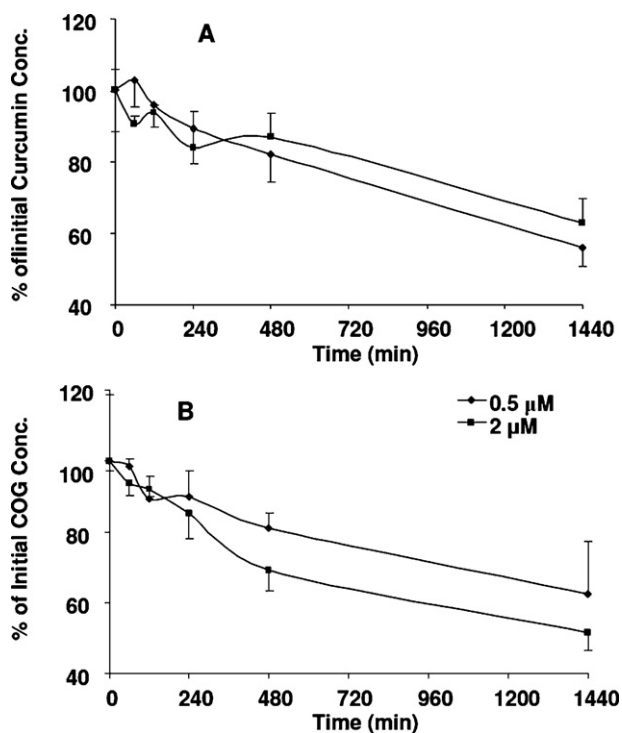 120
A
100
80
60
40
% ofIinitial Curcumin Conc.
0 240 480 720 960 1200 1440
Time (min)
120
B
0.5 µM
2 µM
100
80
60
40
% of Initial COG Conc.
0 240 480 720 960 1200 1440
Time (min)